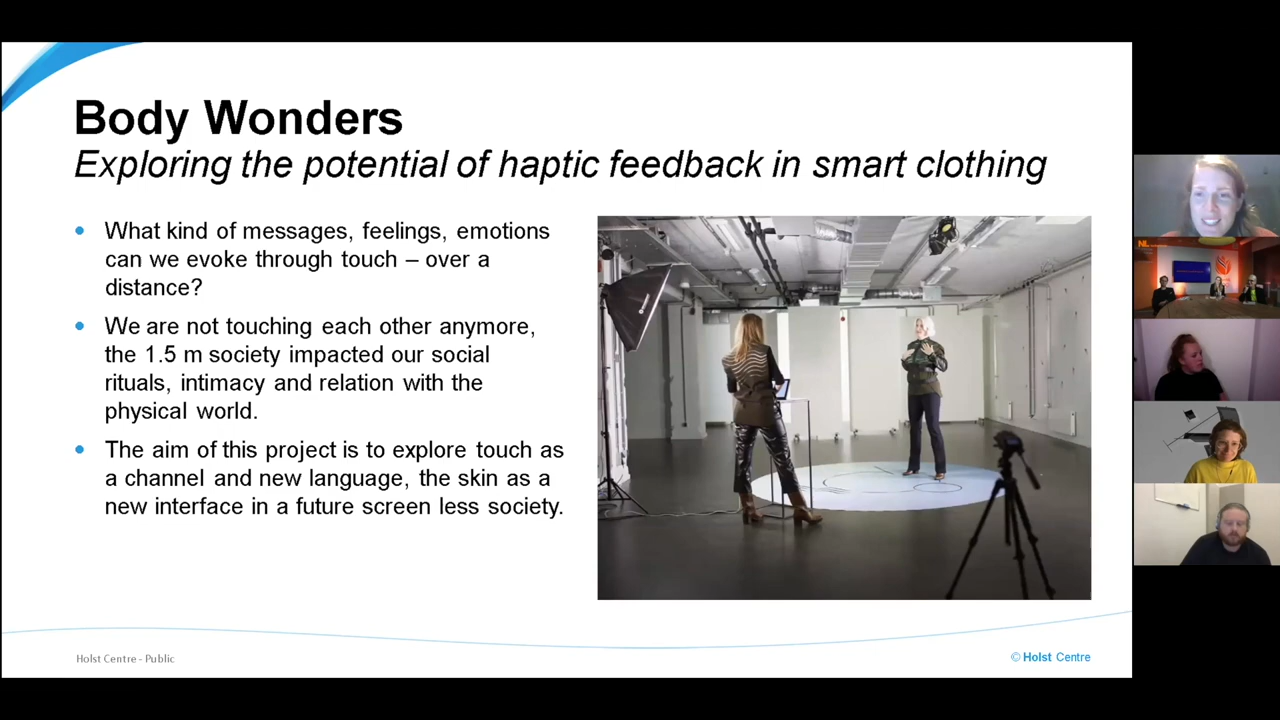 Body Wonders
Exploring the potential of haptic feedback in smart clothing
• What kind of messages, feelings, emotions
can we evoke through touch – over a
distance?
• We are not touching each other anymore,
the 1.5 m society impacted our social
rituals, intimacy and relation with the
physical world.
• The aim of this project is to explore touch as
a channel and new language, the skin as a
new interface in a future screen less society.
Holst Centre - Public
© Holst Centre
NL